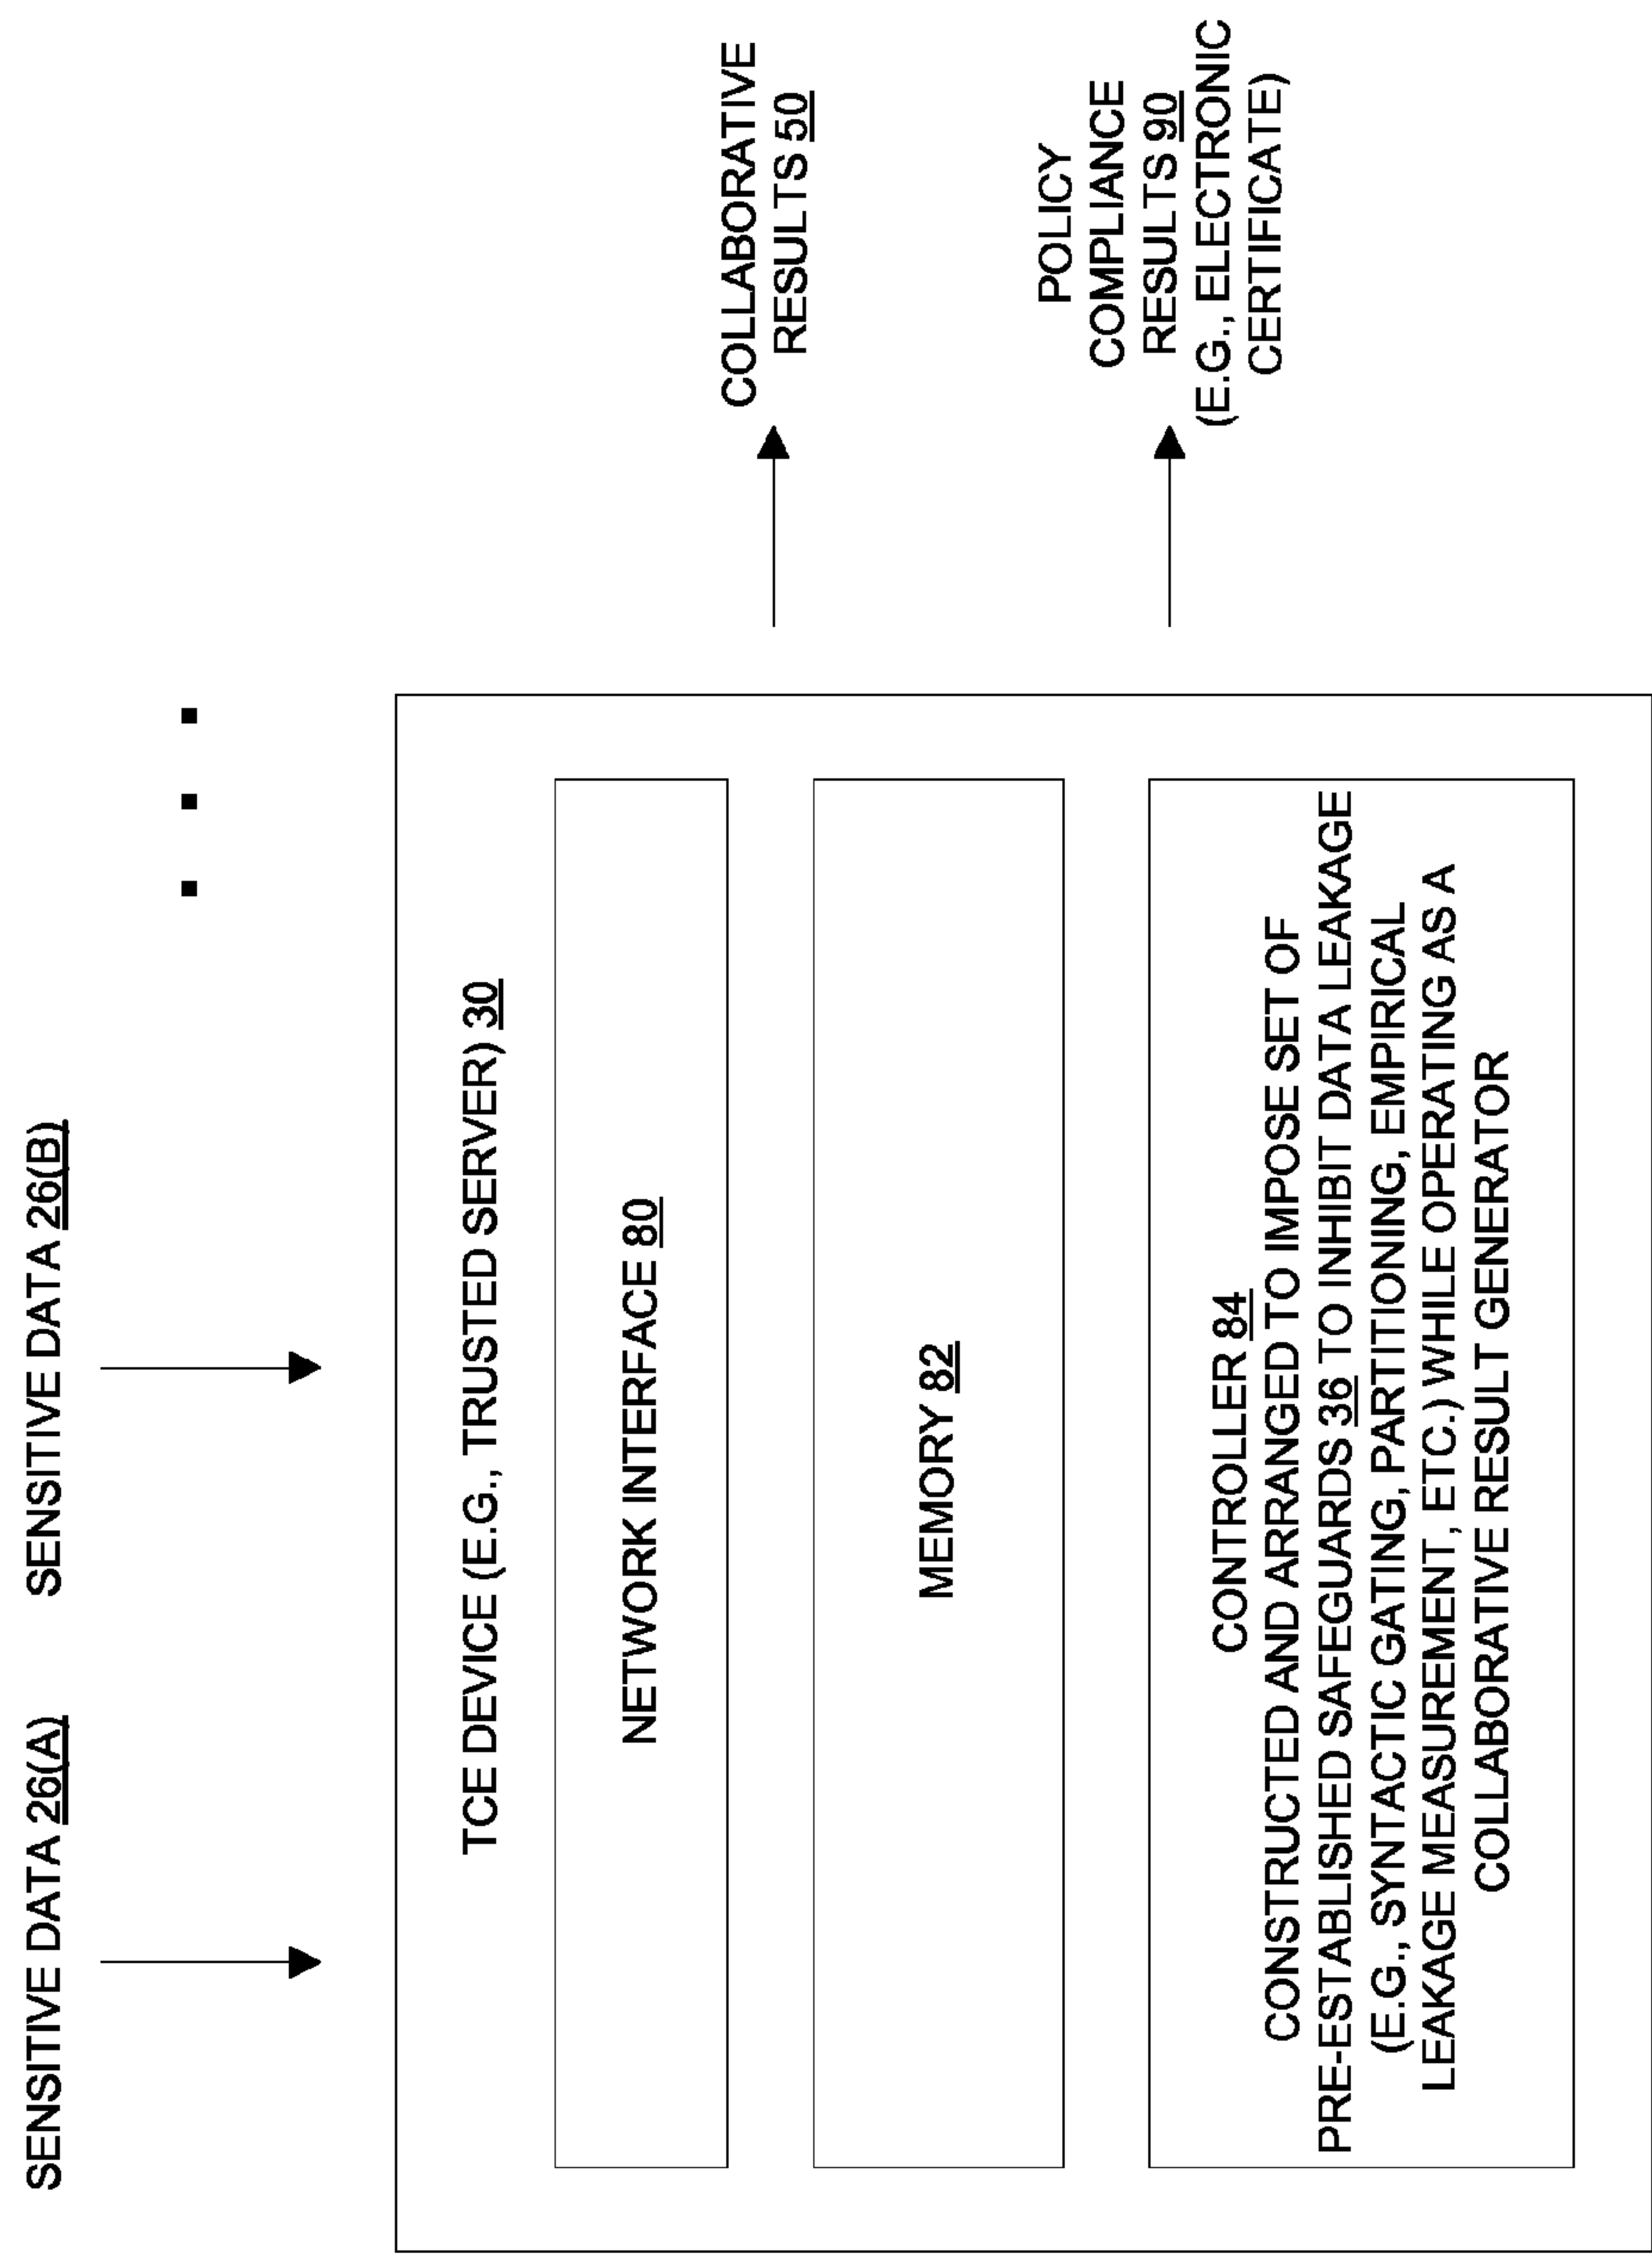 SENSITIVE DATA 26(A)
SENSITIVE DATA 26(B)
TCE DEVICE (E.G., TRUSTED SERVER) 30
NETWORK INTERFACE 80
MEMORY 82
CONTROLLER 84
CONSTRUCTED AND ARRANGED TO IMPOSE SET OF
PRE-ESTABLISHED SAFEGUARDS 36 TO INHIBIT DATA LEAKAGE
(E.G., SYNTACTIC GATING, PARTITIONING, EMPIRICAL
LEAKAGE MEASUREMENT, ETC.) WHILE OPERATING AS A
COLLABORATIVE RESULT GENERATOR
COLLABORATIVE
RESULTS 50
POLICY
COMPLIANCE
RESULTS 90
(E.G., ELECTRONIC
CERTIFICATE)